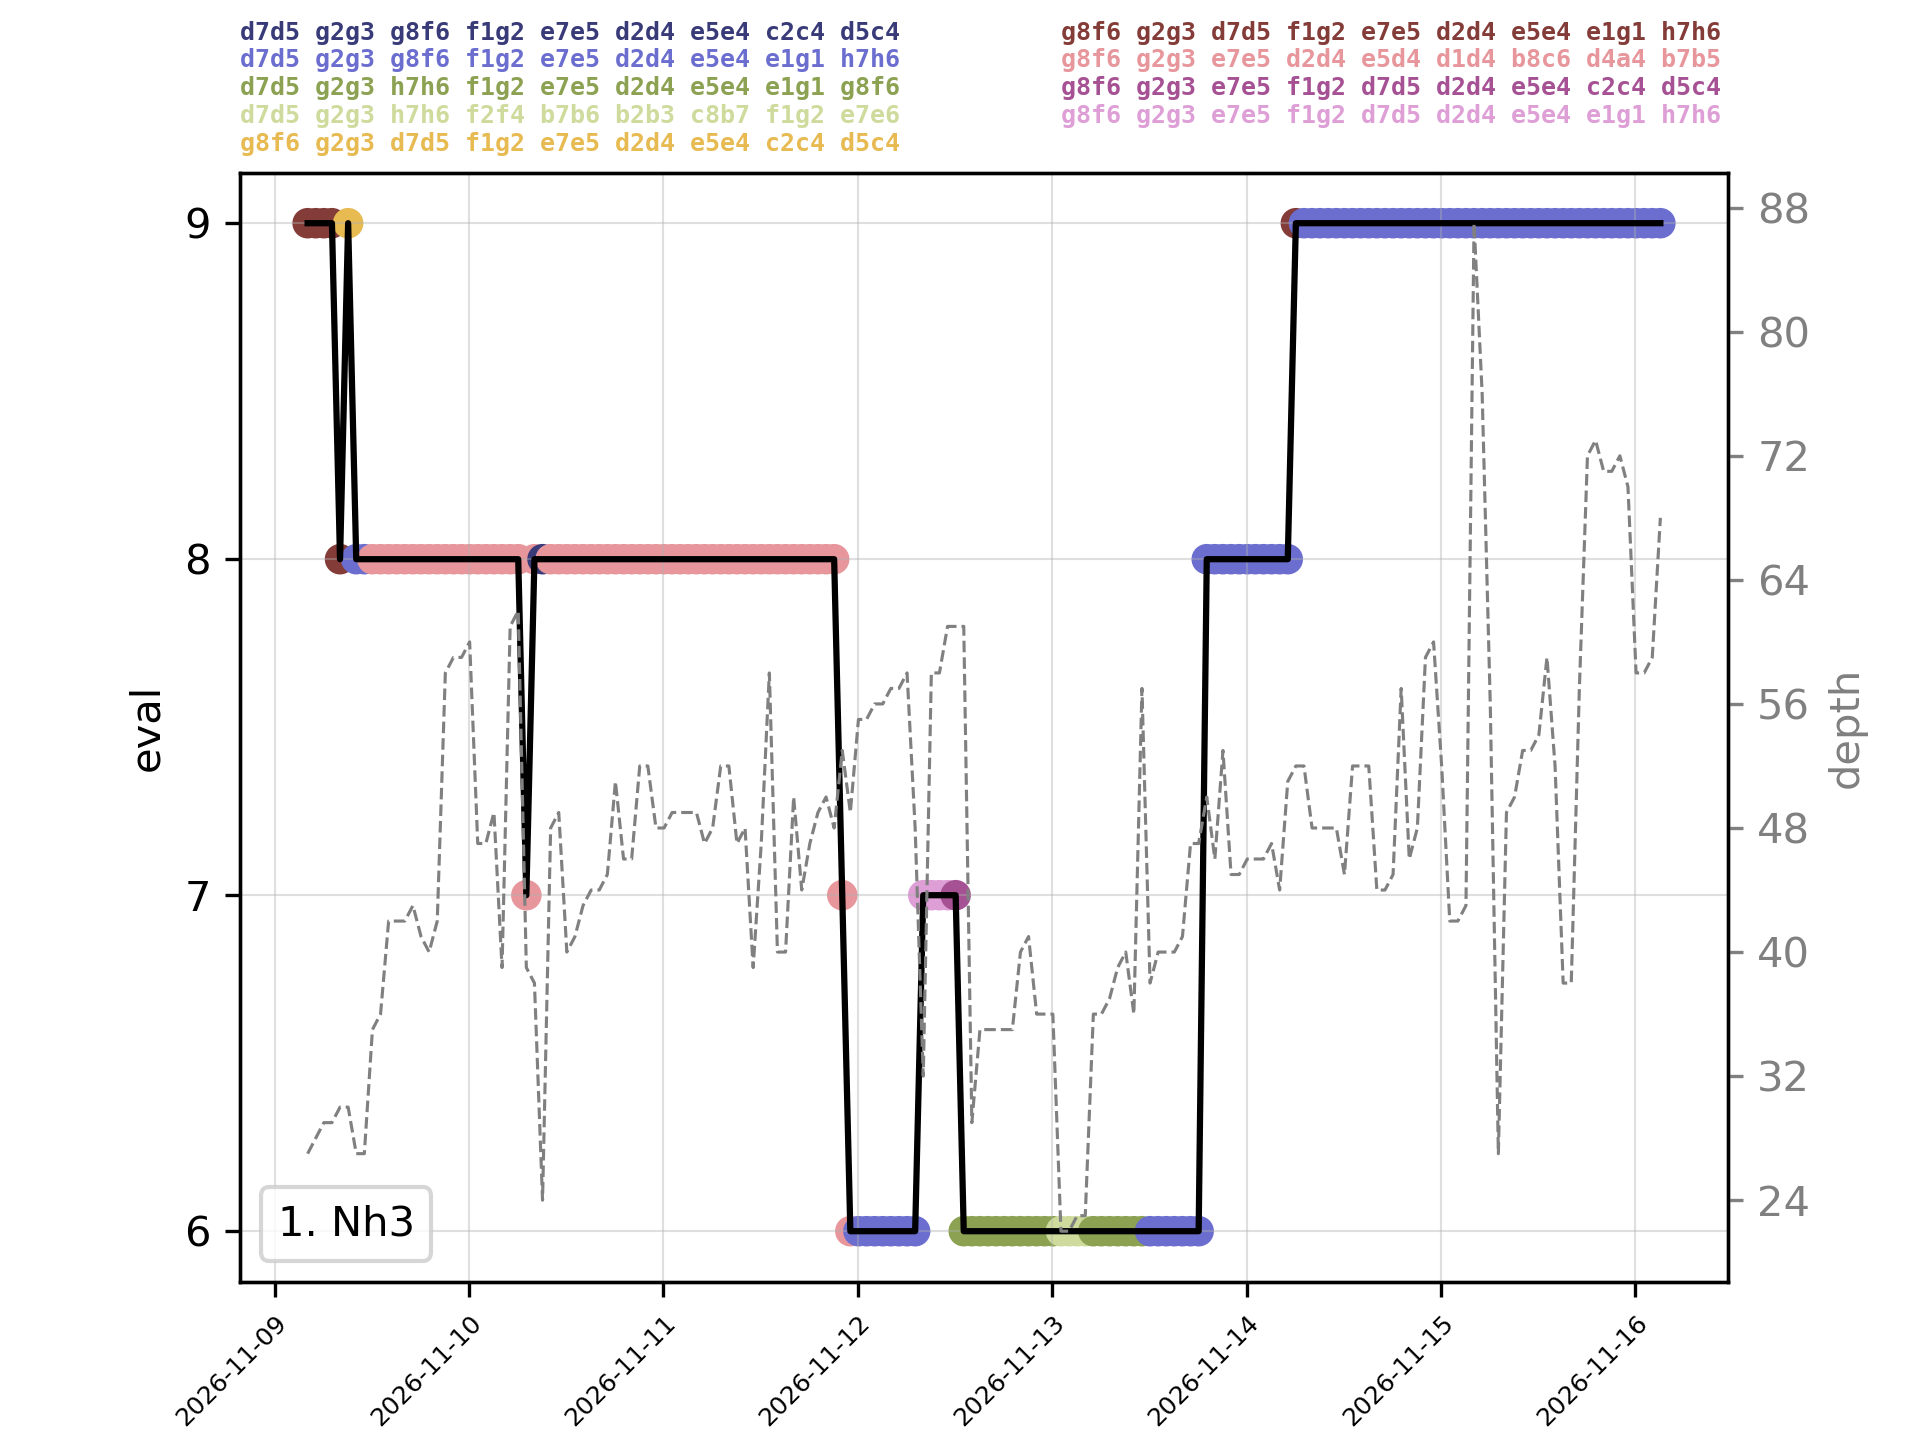 d7d5 g2g3 g8f6 f1g2 e7e5 d2d4 e5e4 c2c4 d5c4
d7d5 g2g3 g8f6 f1g2 e7e5 d2d4 e5e4 e1g1 h7h6
d7d5 g2g3 h7h6 f1g2 e7e5 d2d4 e5e4 e1g1 g8f6
d7d5 g2g3 h7h6 f2f4 b7b6 b2b3 c8b7 f1g2 e7e6
g8f6 g2g3 d7d5 f1g2 e7e5 d2d4 e5e4 c2c4 d5c4
g8f6 g2g3 d7d5 f1g2 e7e5 d2d4 e5e4 e1g1 h7h6
g8f6 g2g3 e7e5 d2d4 e5d4 d1d4 b8c6 d4a4 b7b5
g8f6 g2g3 e7e5 f1g2 d7d5 d2d4 e5e4 c2c4 d5c4
g8f6 g2g3 e7e5 f1g2 d7d5 d2d4 e5e4 e1g1 h7h6
9
8
7
6
eval
88
80
72
64
56
48
40
32
24
depth
1. Nh3
2026-11-09
2026-11-10
2026-11-11
2026-11-12
2026-11-13
2026-11-14
2026-11-15
2026-11-16